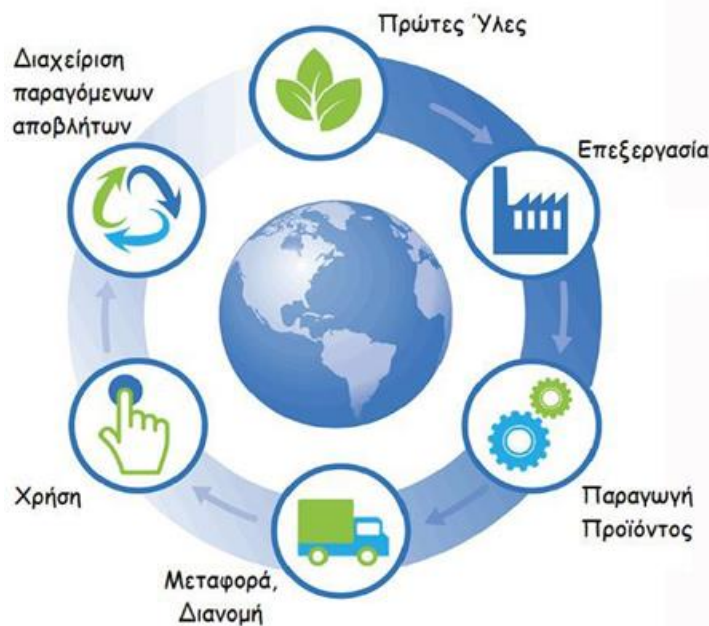 Πρώτες Ύλες
Επεξεργασία
Παραγωγή
Προϊόντος
Μεταφορά,
Διανομή
Χρήση
Διαχείριση
παραγόμενων
αποβλήτων